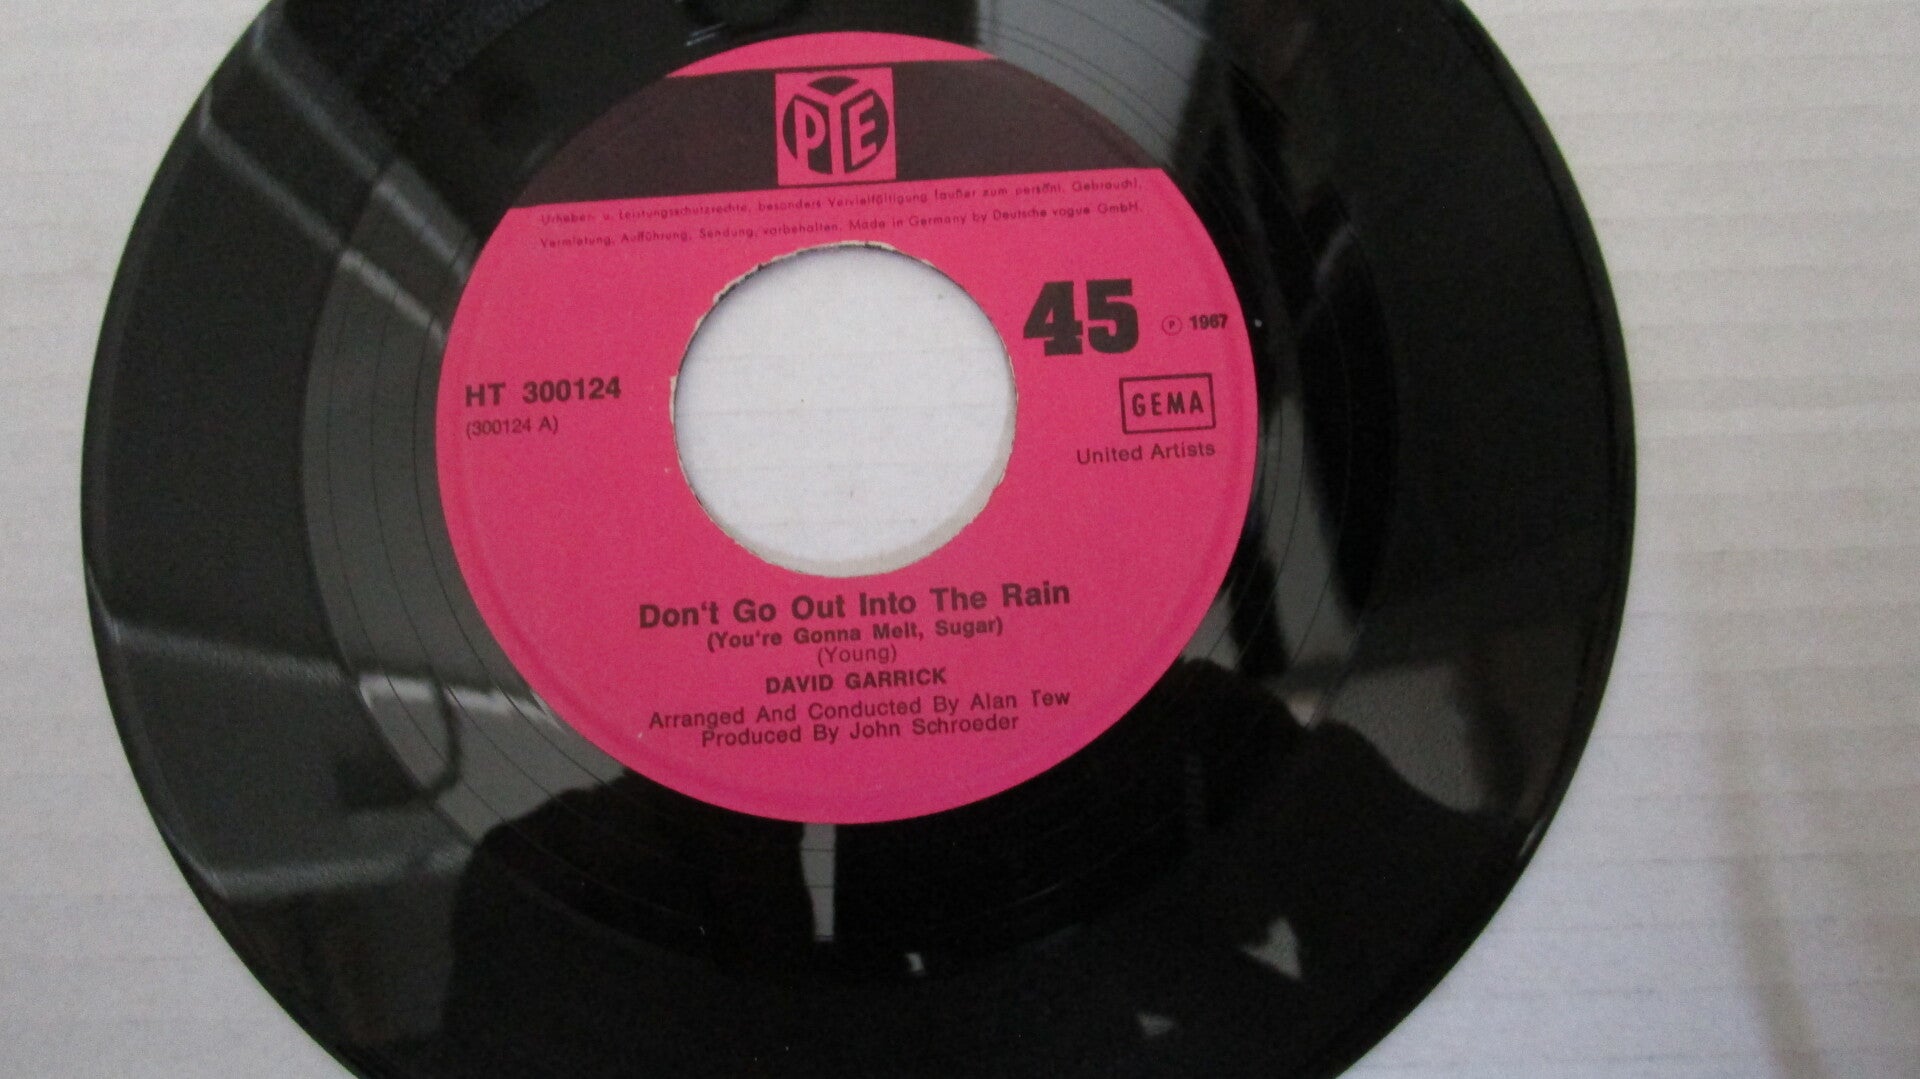 PYE
Urheber- u. Leistungsschutzrechte, besonders Vervielfältigung (außer zum persönl. Gebrauch),
Vermietung, Aufführung, Sendung, vorbehalten. Made in Germany by Deutsche vogue GmbH.
45 ℗ 1967
HT 300124
(300124 A)
GEMA
United Artists
Don't Go Out Into The Rain
(You're Gonna Melt, Sugar)
(Young)
DAVID GARRICK
Arranged And Conducted By Alan Tew
Produced By John Schroeder